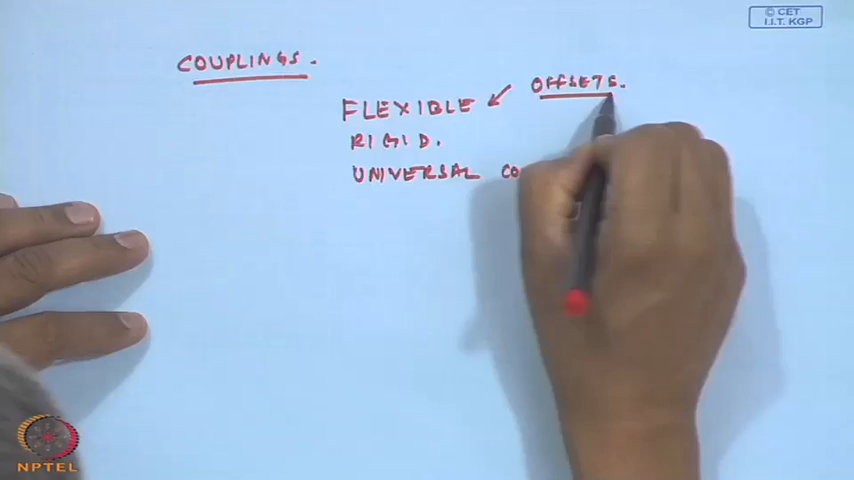 © CET
I.I.T. KGP
COUPLINGS.
OFFSETS.
FLEXIBLE
RIGID.
UNIVERSAL
NPTEL